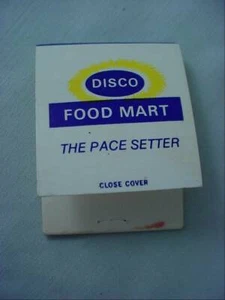 DISCO
FOOD MART
THE PACE SETTER
CLOSE COVER